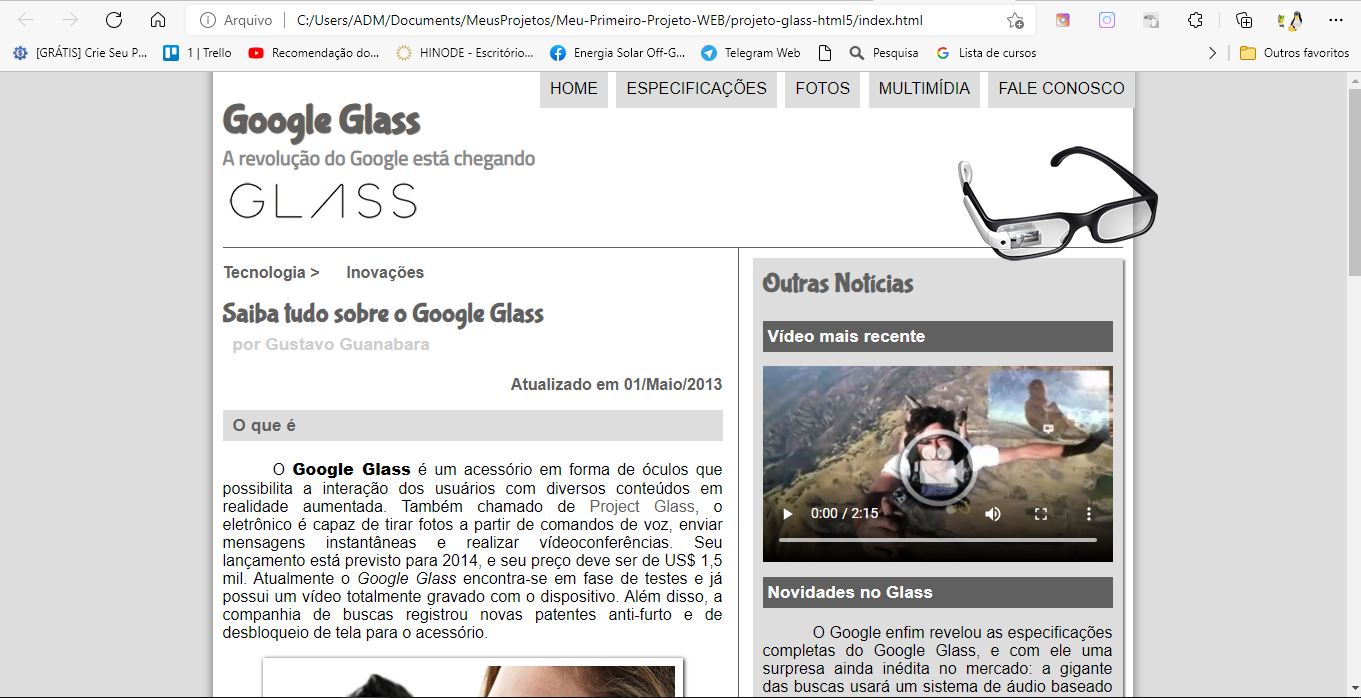 Arquivo
C:/Users/ADM/Documents/MeusProjetos/Meu-Primeiro-Projeto-WEB/projeto-glass-html5/index.html
[GRÁTIS] Crie Seu P...
1 | Trello
Recomendação do...
HINODE - Escritório...
Energia Solar Off-G...
Telegram Web
Pesquisa
Lista de cursos
Outros favoritos
HOME
ESPECIFICAÇÕES
FOTOS
MULTIMÍDIA
FALE CONOSCO
Google Glass
A revolução do Google está chegando
GLASS
Tecnologia > Inovações
Saiba tudo sobre o Google Glass
por Gustavo Guanabara
Atualizado em 01/Maio/2013
O que é
O Google Glass é um acessório em forma de óculos que
possibilita a interação dos usuários com diversos conteúdos em
realidade aumentada. Também chamado de Project Glass, o
eletrônico é capaz de tirar fotos a partir de comandos de voz, enviar
mensagens instantâneas e realizar vídeoconferências. Seu
lançamento está previsto para 2014, e seu preço deve ser de US$ 1,5
mil. Atualmente o Google Glass encontra-se em fase de testes e já
possui um vídeo totalmente gravado com o dispositivo. Além disso, a
companhia de buscas registrou novas patentes anti-furto e de
desbloqueio de tela para o acessório.
Outras Notícias
Vídeo mais recente
0:00 / 2:15
Novidades no Glass
O Google enfim revelou as especificações
completas do Google Glass, e com ele uma
surpresa ainda inédita no mercado: a gigante
das buscas usará um sistema de áudio baseado